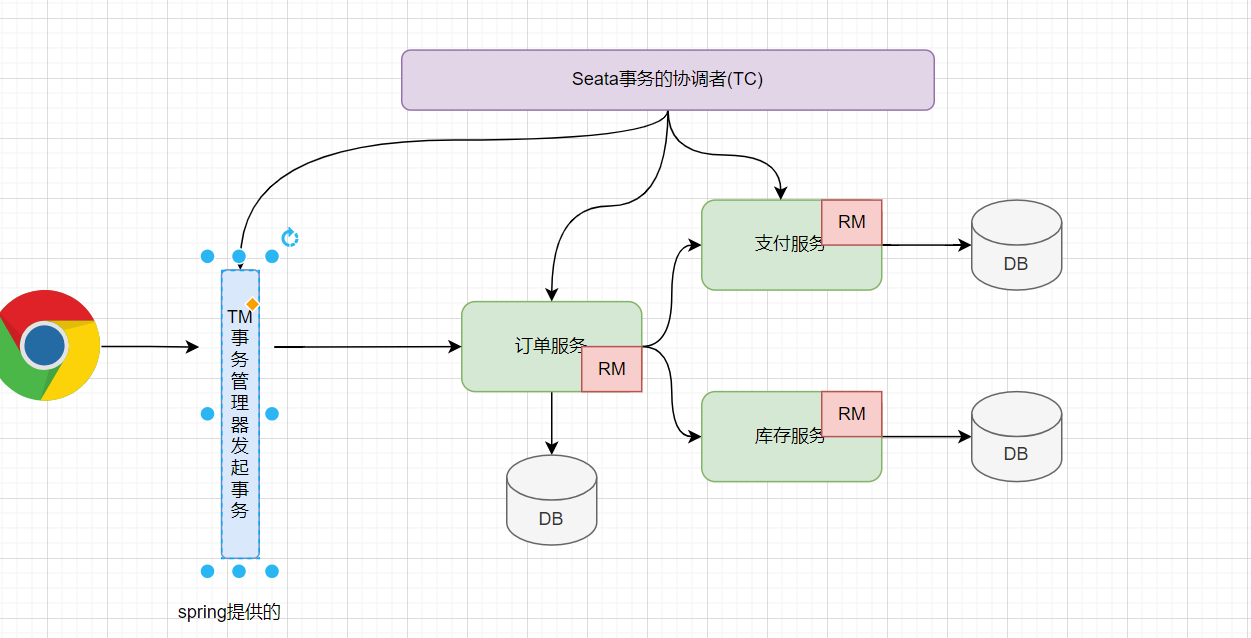 Seata事务的协调者(TC)
RM
支付服务
DB
TM
事
务
管
理
器
发
起
事
务
订单服务
RM
RM
库存服务
DB
DB
spring提供的